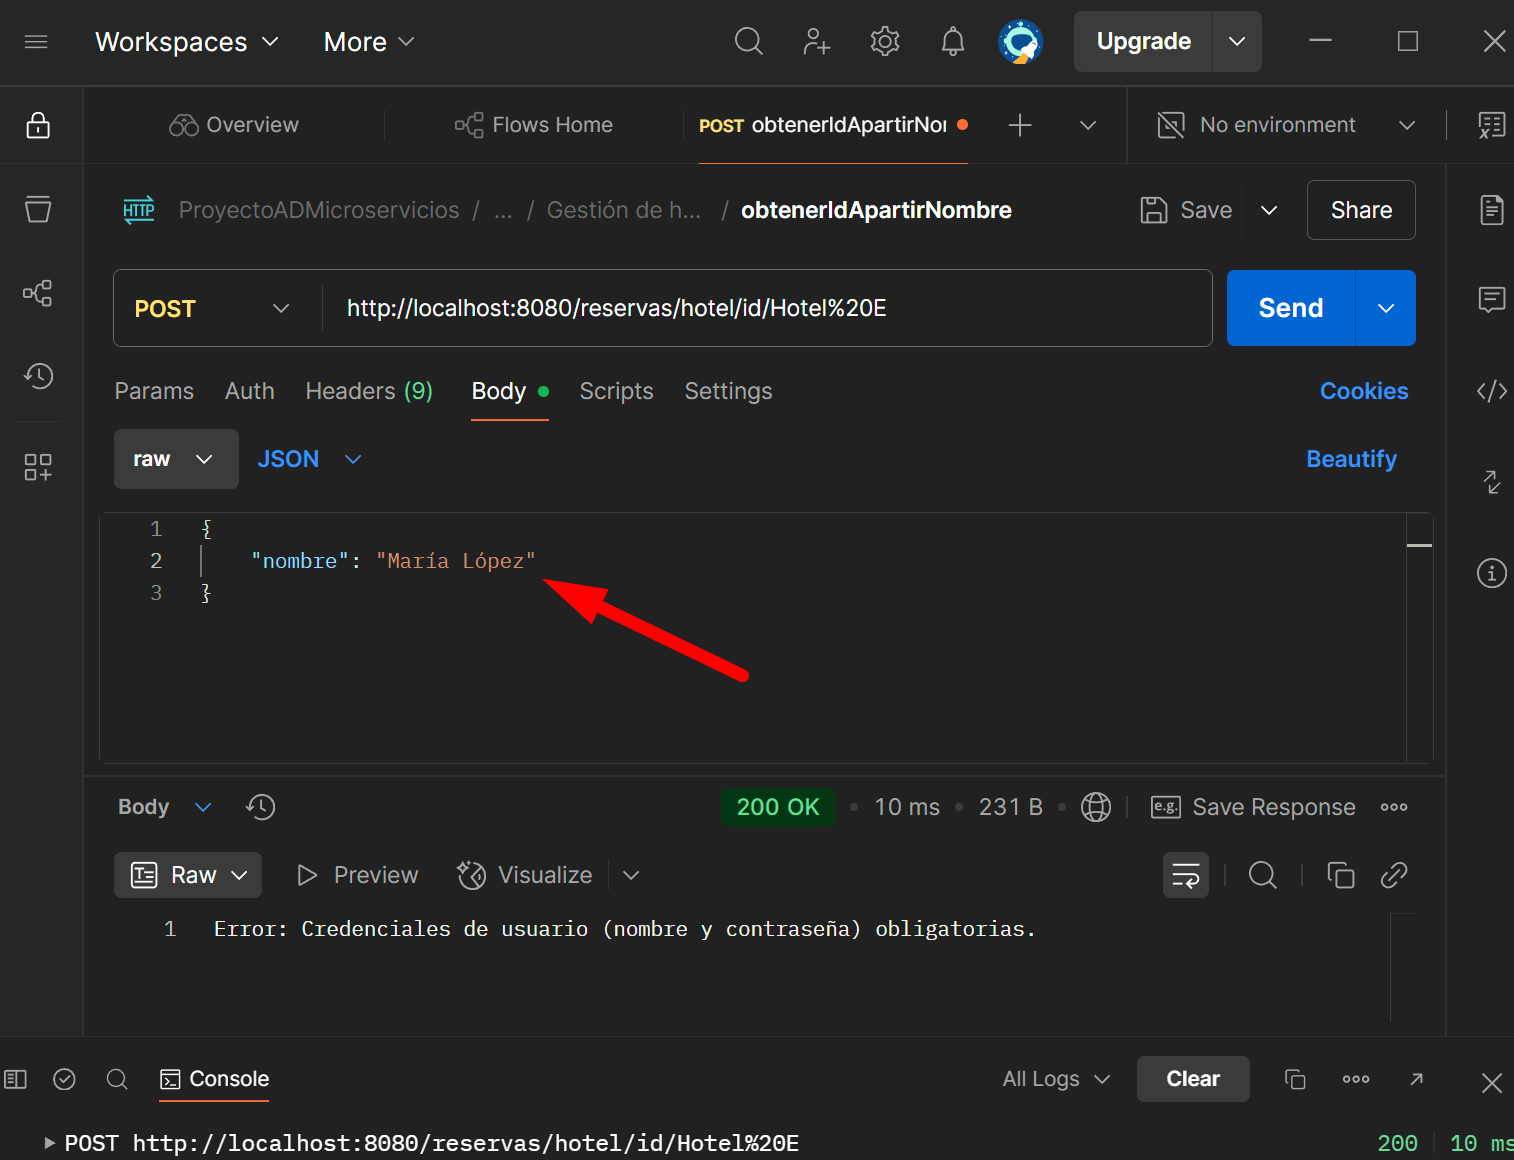 Workspaces More Upgrade
Overview Flows Home POST obtenerIdApartirNor No environment
HTTP ProyectoADMicroservicios / ... / Gestión de h... / obtenerIdApartirNombre Save Share
POST http://localhost:8080/reservas/hotel/id/Hotel%20E Send
Params Auth Headers (9) Body Scripts Settings Cookies
raw JSON Beautify
1 {
2 "nombre": "María López"
3 }
Body 200 OK 10 ms 231 B e.g. Save Response
Raw Preview Visualize
1 Error: Credenciales de usuario (nombre y contraseña) obligatorias.
Console All Logs Clear
POST http://localhost:8080/reservas/hotel/id/Hotel%20E 200 10 ms